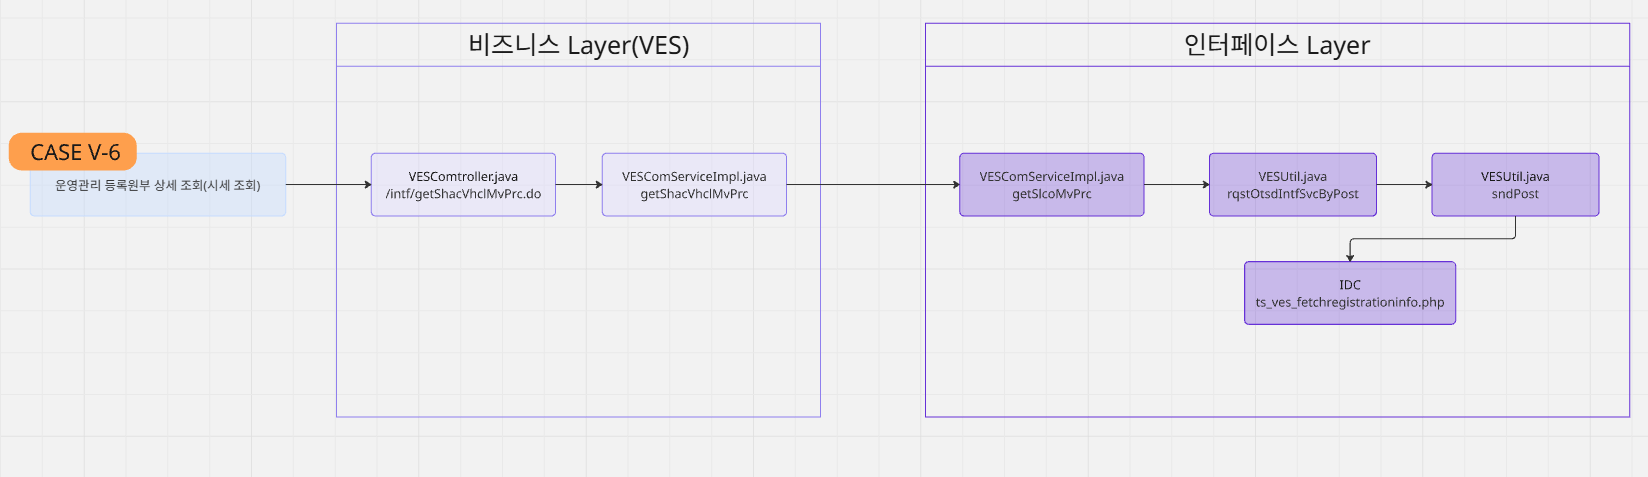 비즈니스 Layer(VES)
인터페이스 Layer
CASE V-6
운영관리 등록원부 상세 조회(시세 조회)
VESComtroller.java
/intf/getShacVhclMvPrc.do
VESComServiceImpl.java
getShacVhclMvPrc
VESComServiceImpl.java
getSlcoMvPrc
VESUtil.java
rqstOtsdIntfSvcByPost
VESUtil.java
sndPost
IDC
ts_ves_fetchregistrationinfo.php